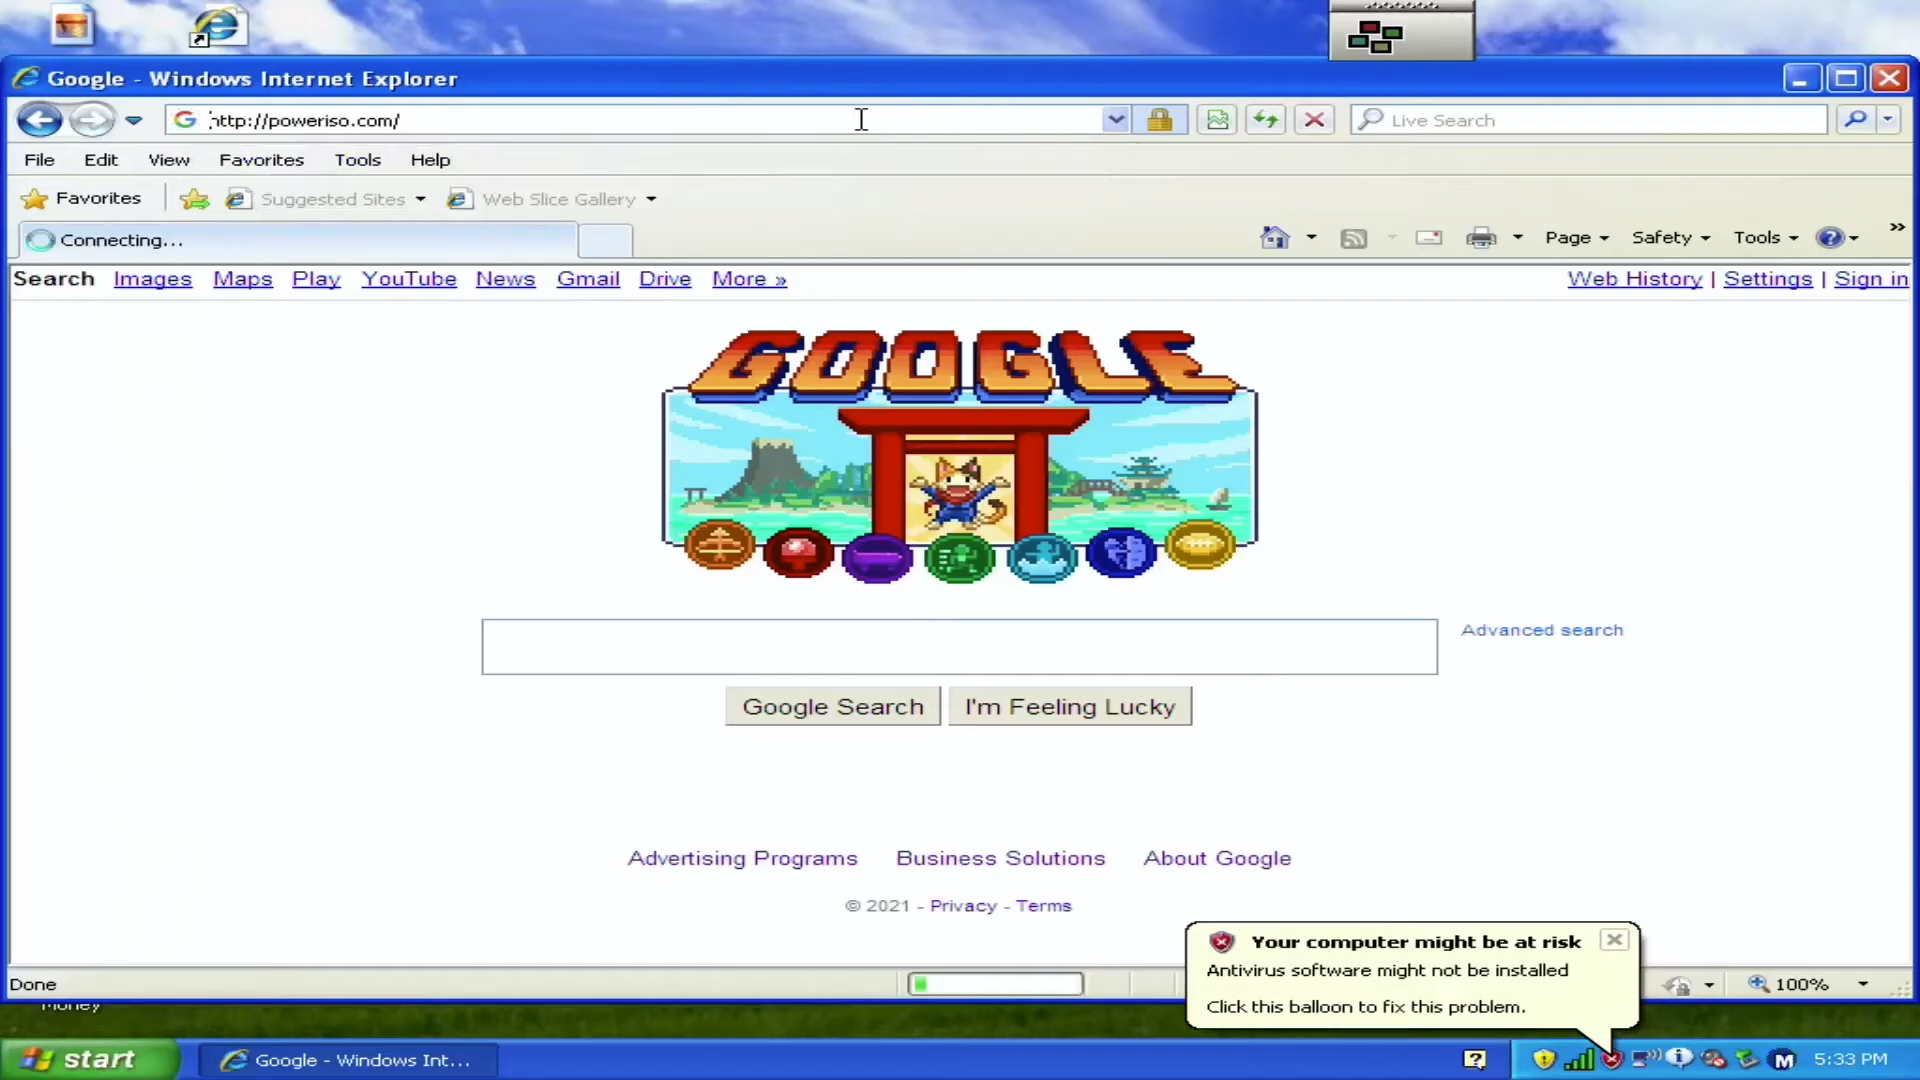 Google - Windows Internet Explorer
http://poweriso.com/
Live Search
File Edit View Favorites Tools Help
Favorites Suggested Sites Web Slice Gallery
Connecting...
Page Safety Tools »
Search Images Maps Play YouTube News Gmail Drive More »
Web History | Settings | Sign in
GOOGLE
Advanced search
Google Search I'm Feeling Lucky
Advertising Programs Business Solutions About Google
© 2021 - Privacy - Terms
Your computer might be at risk
Antivirus software might not be installed
Click this balloon to fix this problem.
Done
100%
Money
start
Google - Windows Int...
5:33 PM